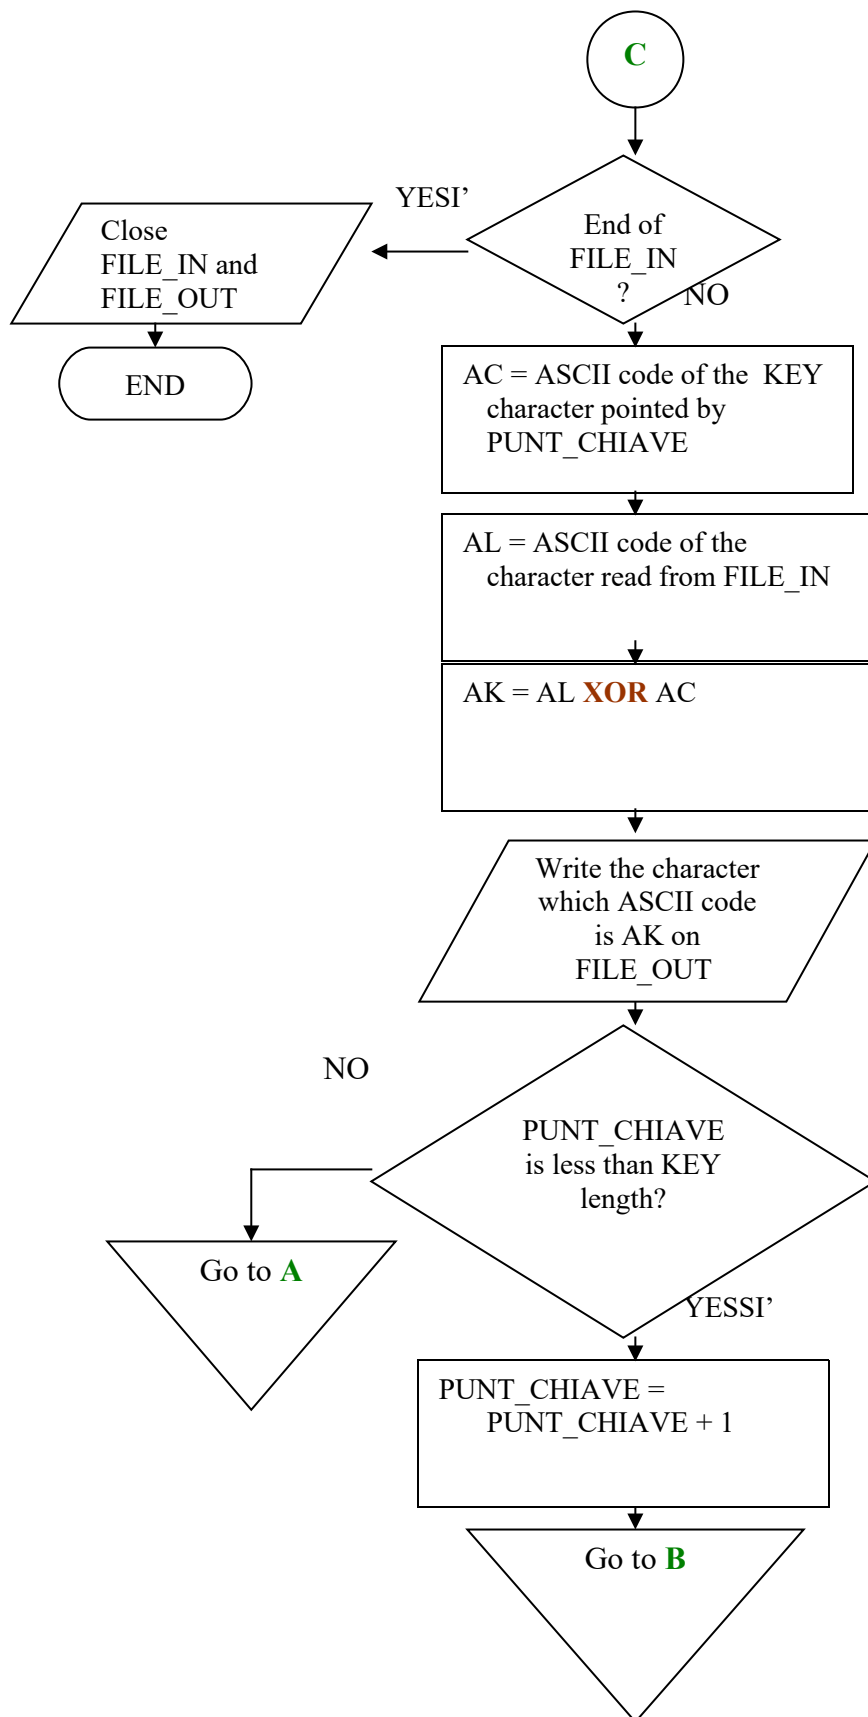 C
YESI’
End of
FILE_IN
?
NO
Close
FILE_IN and
FILE_OUT
END
AC = ASCII code of the KEY
character pointed by
PUNT_CHIAVE
AL = ASCII code of the
character read from FILE_IN
AK = AL XOR AC
Write the character
which ASCII code
is AK on
FILE_OUT
NO
PUNT_CHIAVE
is less than KEY
length?
Go to A
YESSI’
PUNT_CHIAVE =
PUNT_CHIAVE + 1
Go to B